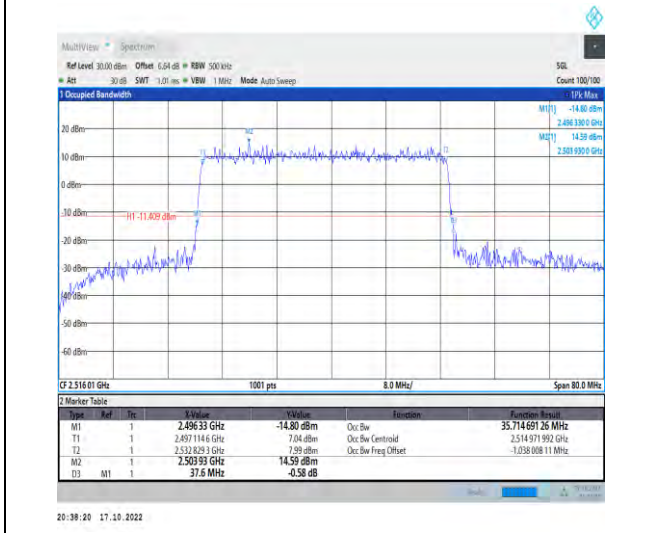 MultiView Spectrum
Ref Level 30.00 dBm Offset 6.64 dB RBW 500 kHz SGL
Att 30 dB SWT 1.01 ms VBW 1 MHz Mode Auto Sweep Count 100/100
1 Occupied Bandwidth 1Pk Max
M1[1] -14.80 dBm
2.496 330 0 GHz
M2[1] 14.59 dBm
2.503 930 0 GHz
20 dBm
M2
T1
T2
10 dBm
0 dBm
-10 dBm
H1 -11.409 dBm
M1
-20 dBm
-30 dBm
-40 dBm
-50 dBm
-60 dBm
CF 2.516 01 GHz 1001 pts 8.0 MHz/ Span 80.0 MHz
2 Marker Table
Type Ref Trc X-Value Y-Value Function Function Result
M1 1 2.496 33 GHz -14.80 dBm Occ Bw 35.714 691 26 MHz
T1 1 2.497 114 6 GHz 7.04 dBm Occ Bw Centroid 2.514 971 992 GHz
T2 1 2.532 829 3 GHz 7.99 dBm Occ Bw Freq Offset -1.038 008 11 MHz
M2 1 2.503 93 GHz 14.59 dBm
D3 M1 1 37.6 MHz -0.58 dB
20:38:20 17.10.2022